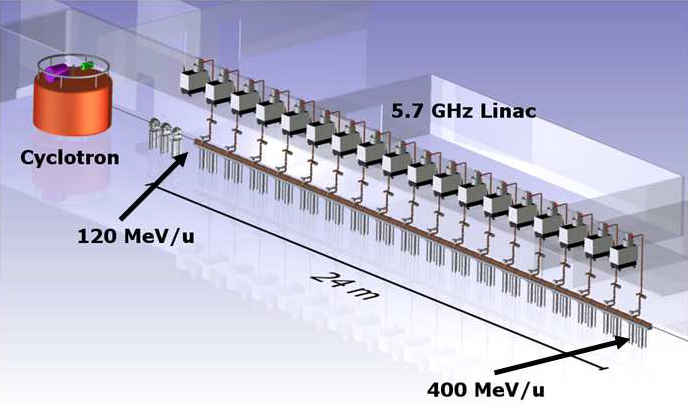 5.7 GHz Linac
Cyclotron
120 MeV/u
24 m
400 MeV/u